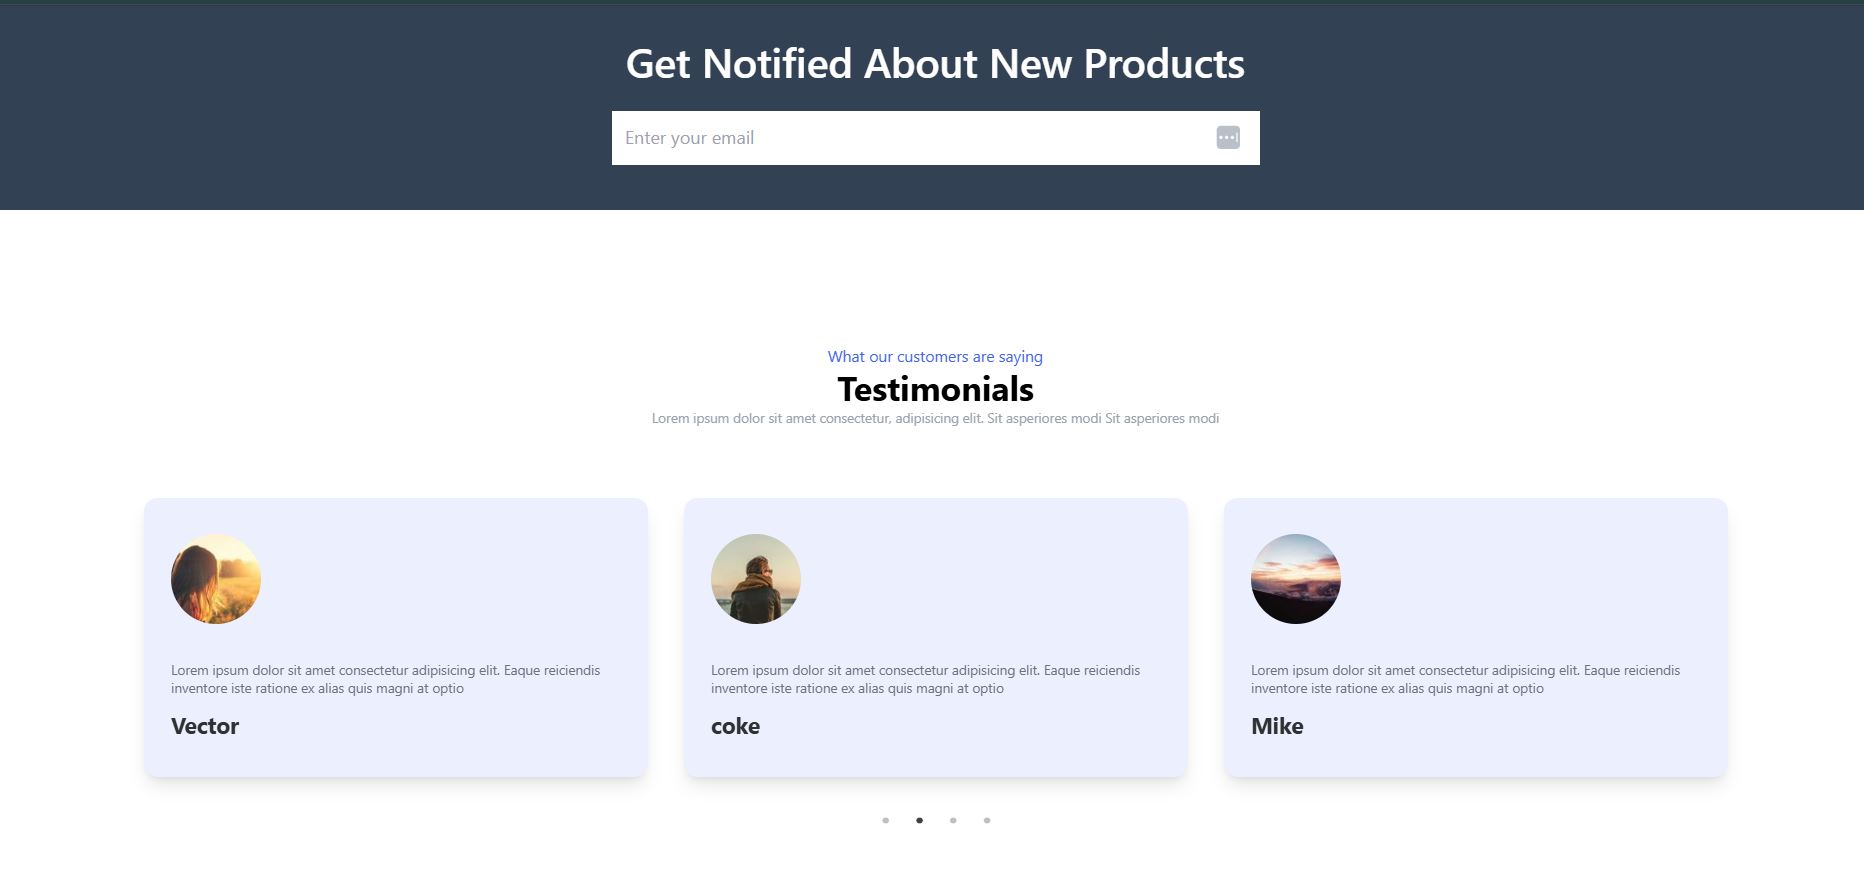 Get Notified About New Products
Enter your email
What our customers are saying
Testimonials
Lorem ipsum dolor sit amet consectetur, adipisicing elit. Sit asperiores modi Sit asperiores modi
Lorem ipsum dolor sit amet consectetur adipisicing elit. Eaque reiciendis
inventore iste ratione ex alias quis magni at optio
Vector
Lorem ipsum dolor sit amet consectetur adipisicing elit. Eaque reiciendis
inventore iste ratione ex alias quis magni at optio
coke
Lorem ipsum dolor sit amet consectetur adipisicing elit. Eaque reiciendis
inventore iste ratione ex alias quis magni at optio
Mike